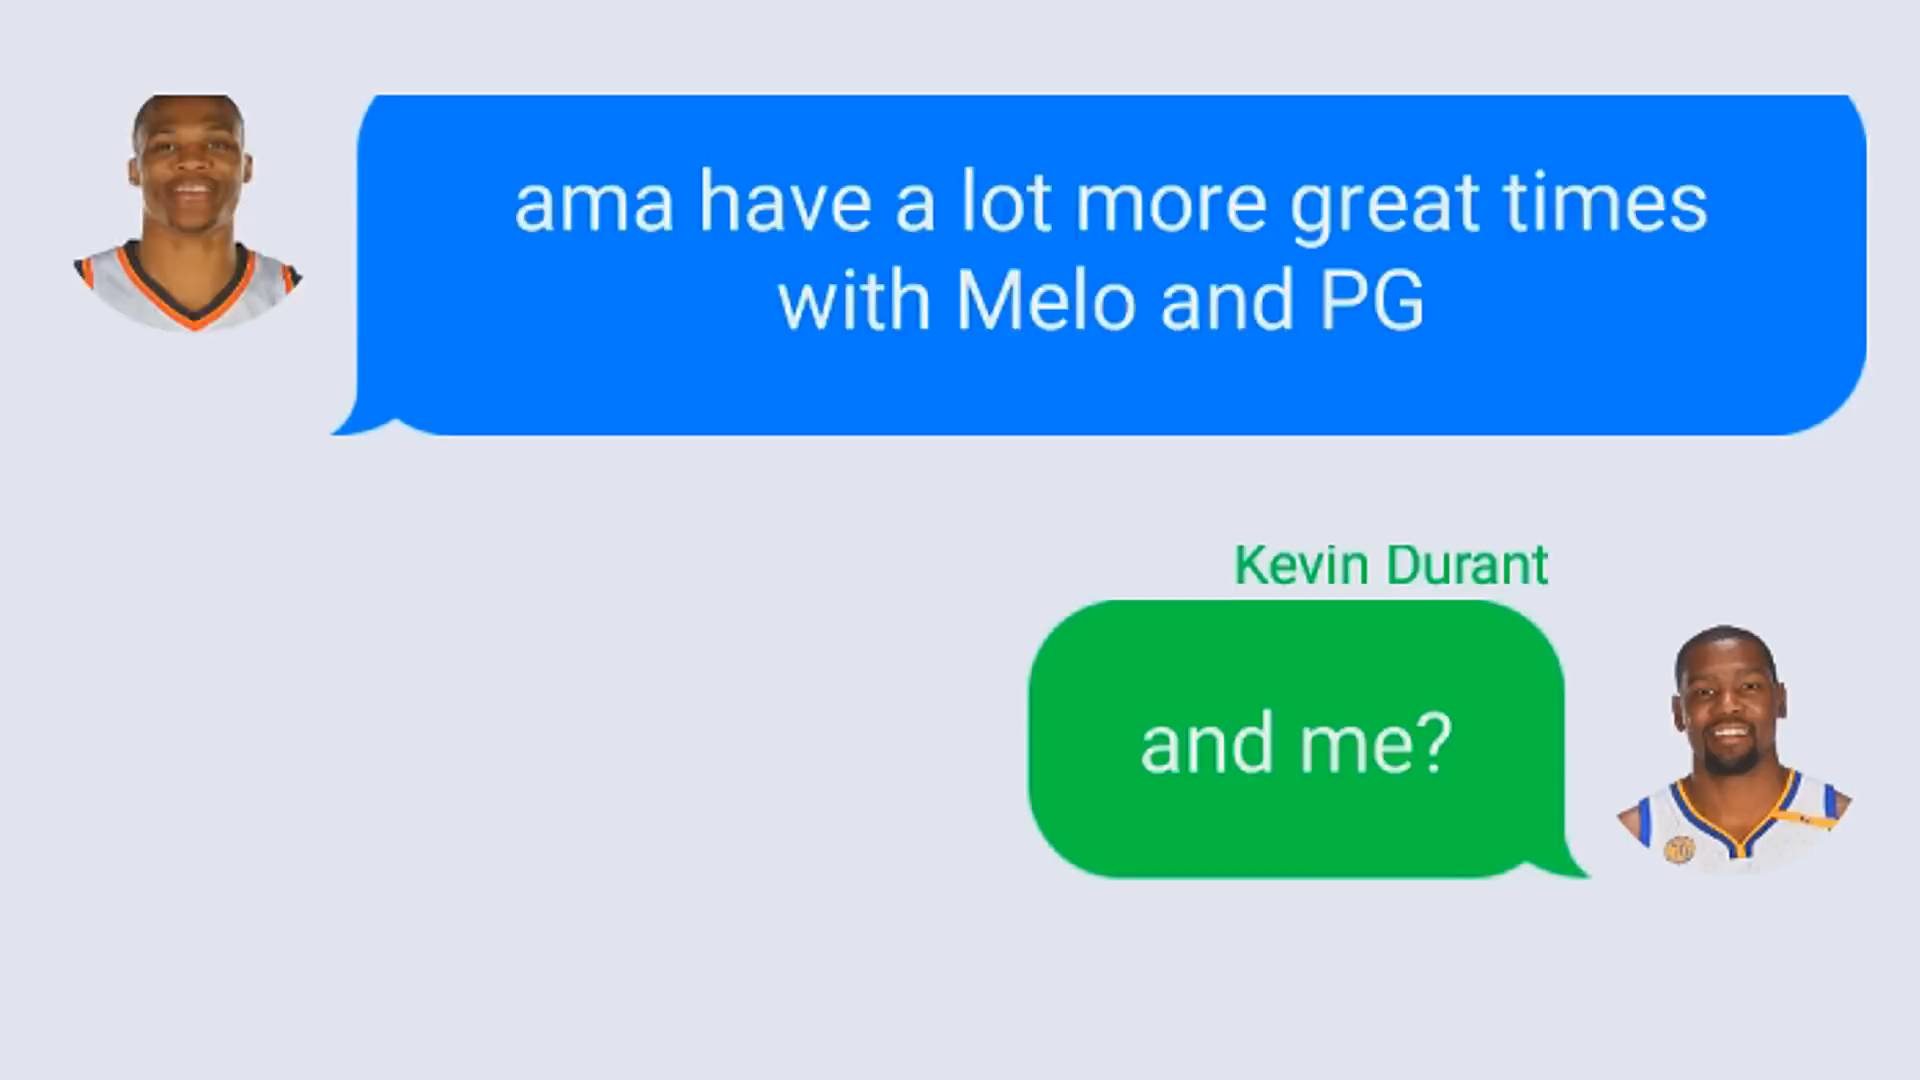 ama have a lot more great times
with Melo and PG
Kevin Durant
and me?